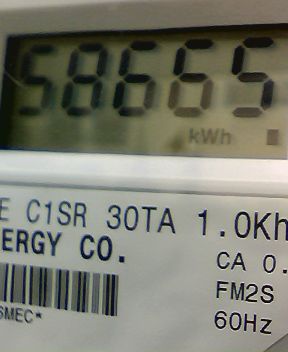 58665
kWh
E C1SR 30TA 1.0Kh
ERGY CO.
CA 0.
FM2S
SMEC*
60Hz